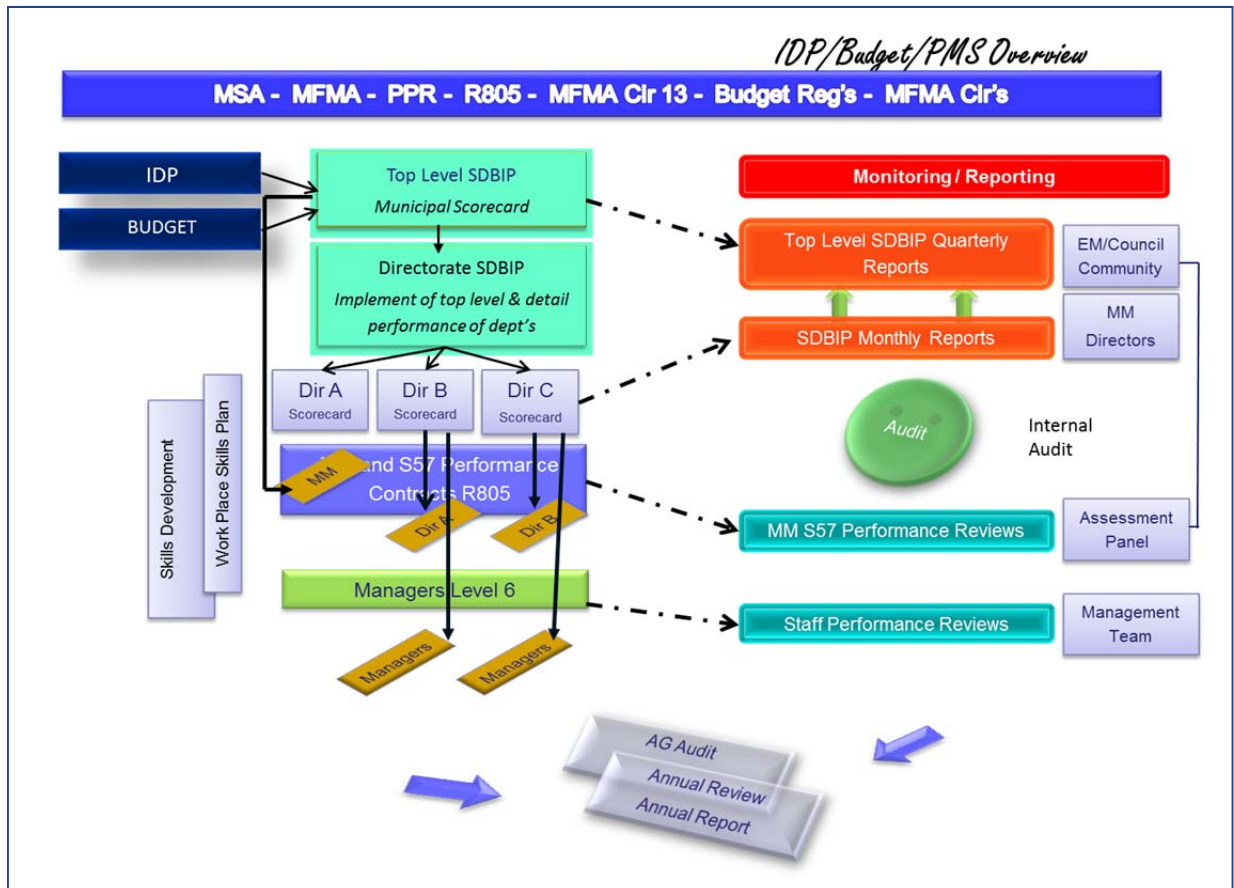 IDP/Budget/PMS Overview
MSA - MFMA - PPR - R805 - MFMA Cir 13 - Budget Reg's - MFMA Cir's
IDP
BUDGET
Top Level SDBIP
Municipal Scorecard
Directorate SDBIP
Implement of top level & detail
performance of dept's
Dir A
Scorecard
Dir B
Scorecard
Dir C
Scorecard
Skills Development
Work Place Skills Plan
and S57 Performance
Contracts R805
MM
Dir A
Dir B
Managers Level 6
Managers
Managers
Monitoring / Reporting
Top Level SDBIP Quarterly
Reports
EM/Council
Community
SDBIP Monthly Reports
MM
Directors
Audit
Internal
Audit
MM S57 Performance Reviews
Assessment
Panel
Staff Performance Reviews
Management
Team
AG Audit
Annual Review
Annual Report